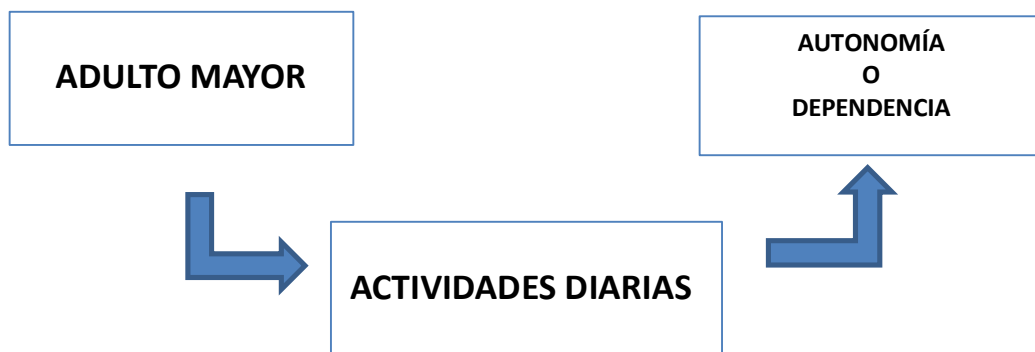 ADULTO MAYOR
ACTIVIDADES DIARIAS
AUTONOMÍA
O
DEPENDENCIA